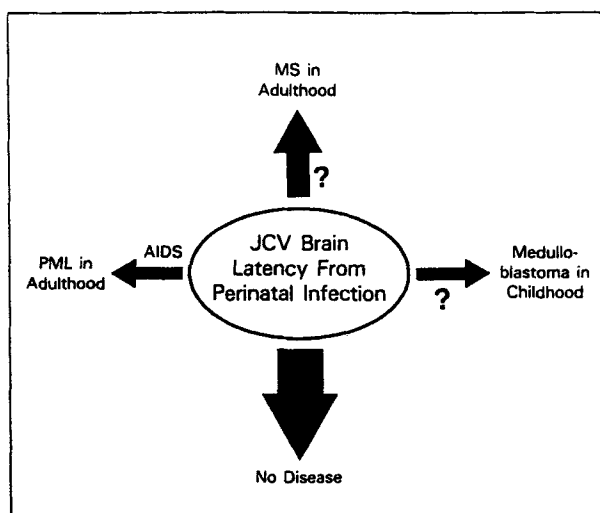 MS in
Adulthood
?
AIDS
PML in
Adulthood
JCV Brain
Latency From
Perinatal Infection
Medullo-
blastoma in
Childhood
?
No Disease